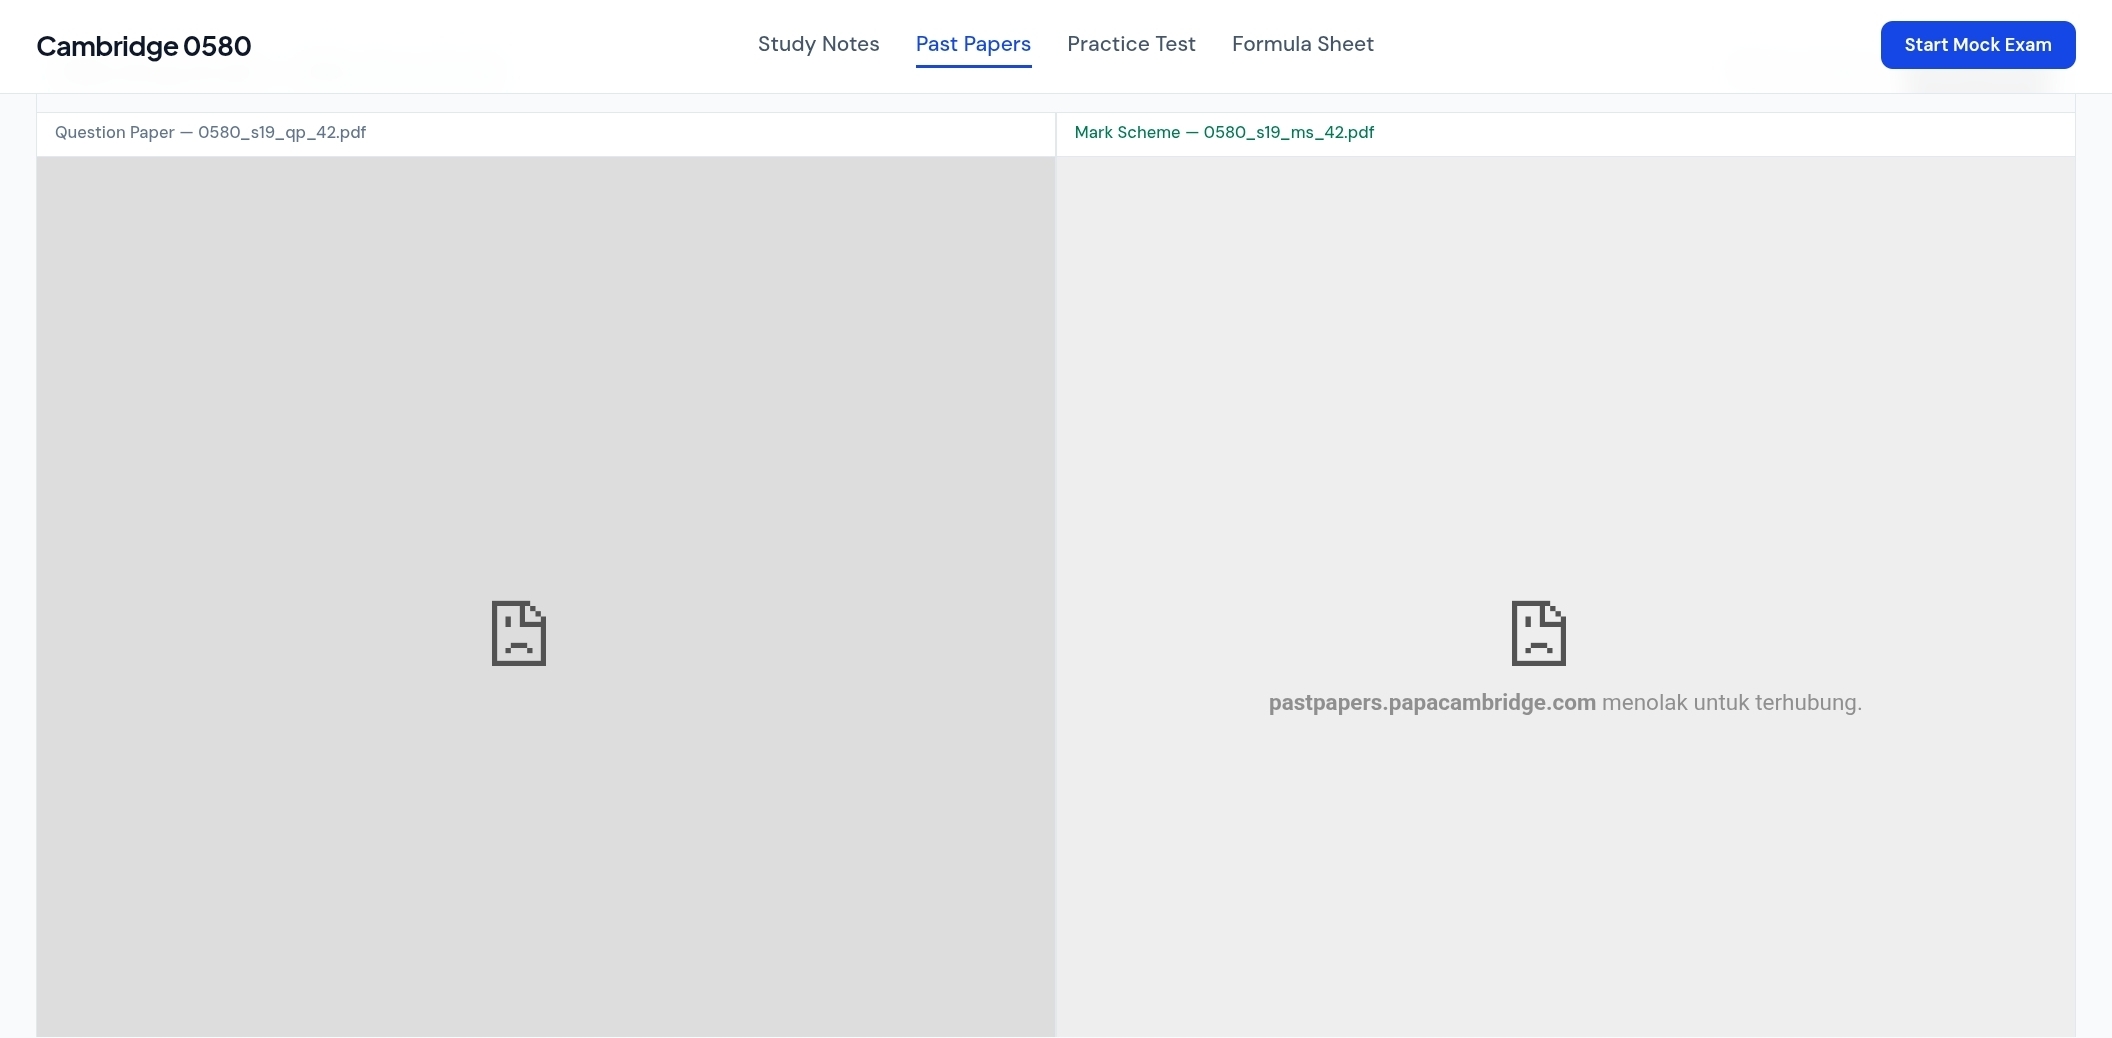 Cambridge 0580
Study Notes
Past Papers
Practice Test
Formula Sheet
Start Mock Exam
Question Paper — 0580_s19_qp_42.pdf
Mark Scheme — 0580_s19_ms_42.pdf
pastpapers.papacambridge.com menolak untuk terhubung.